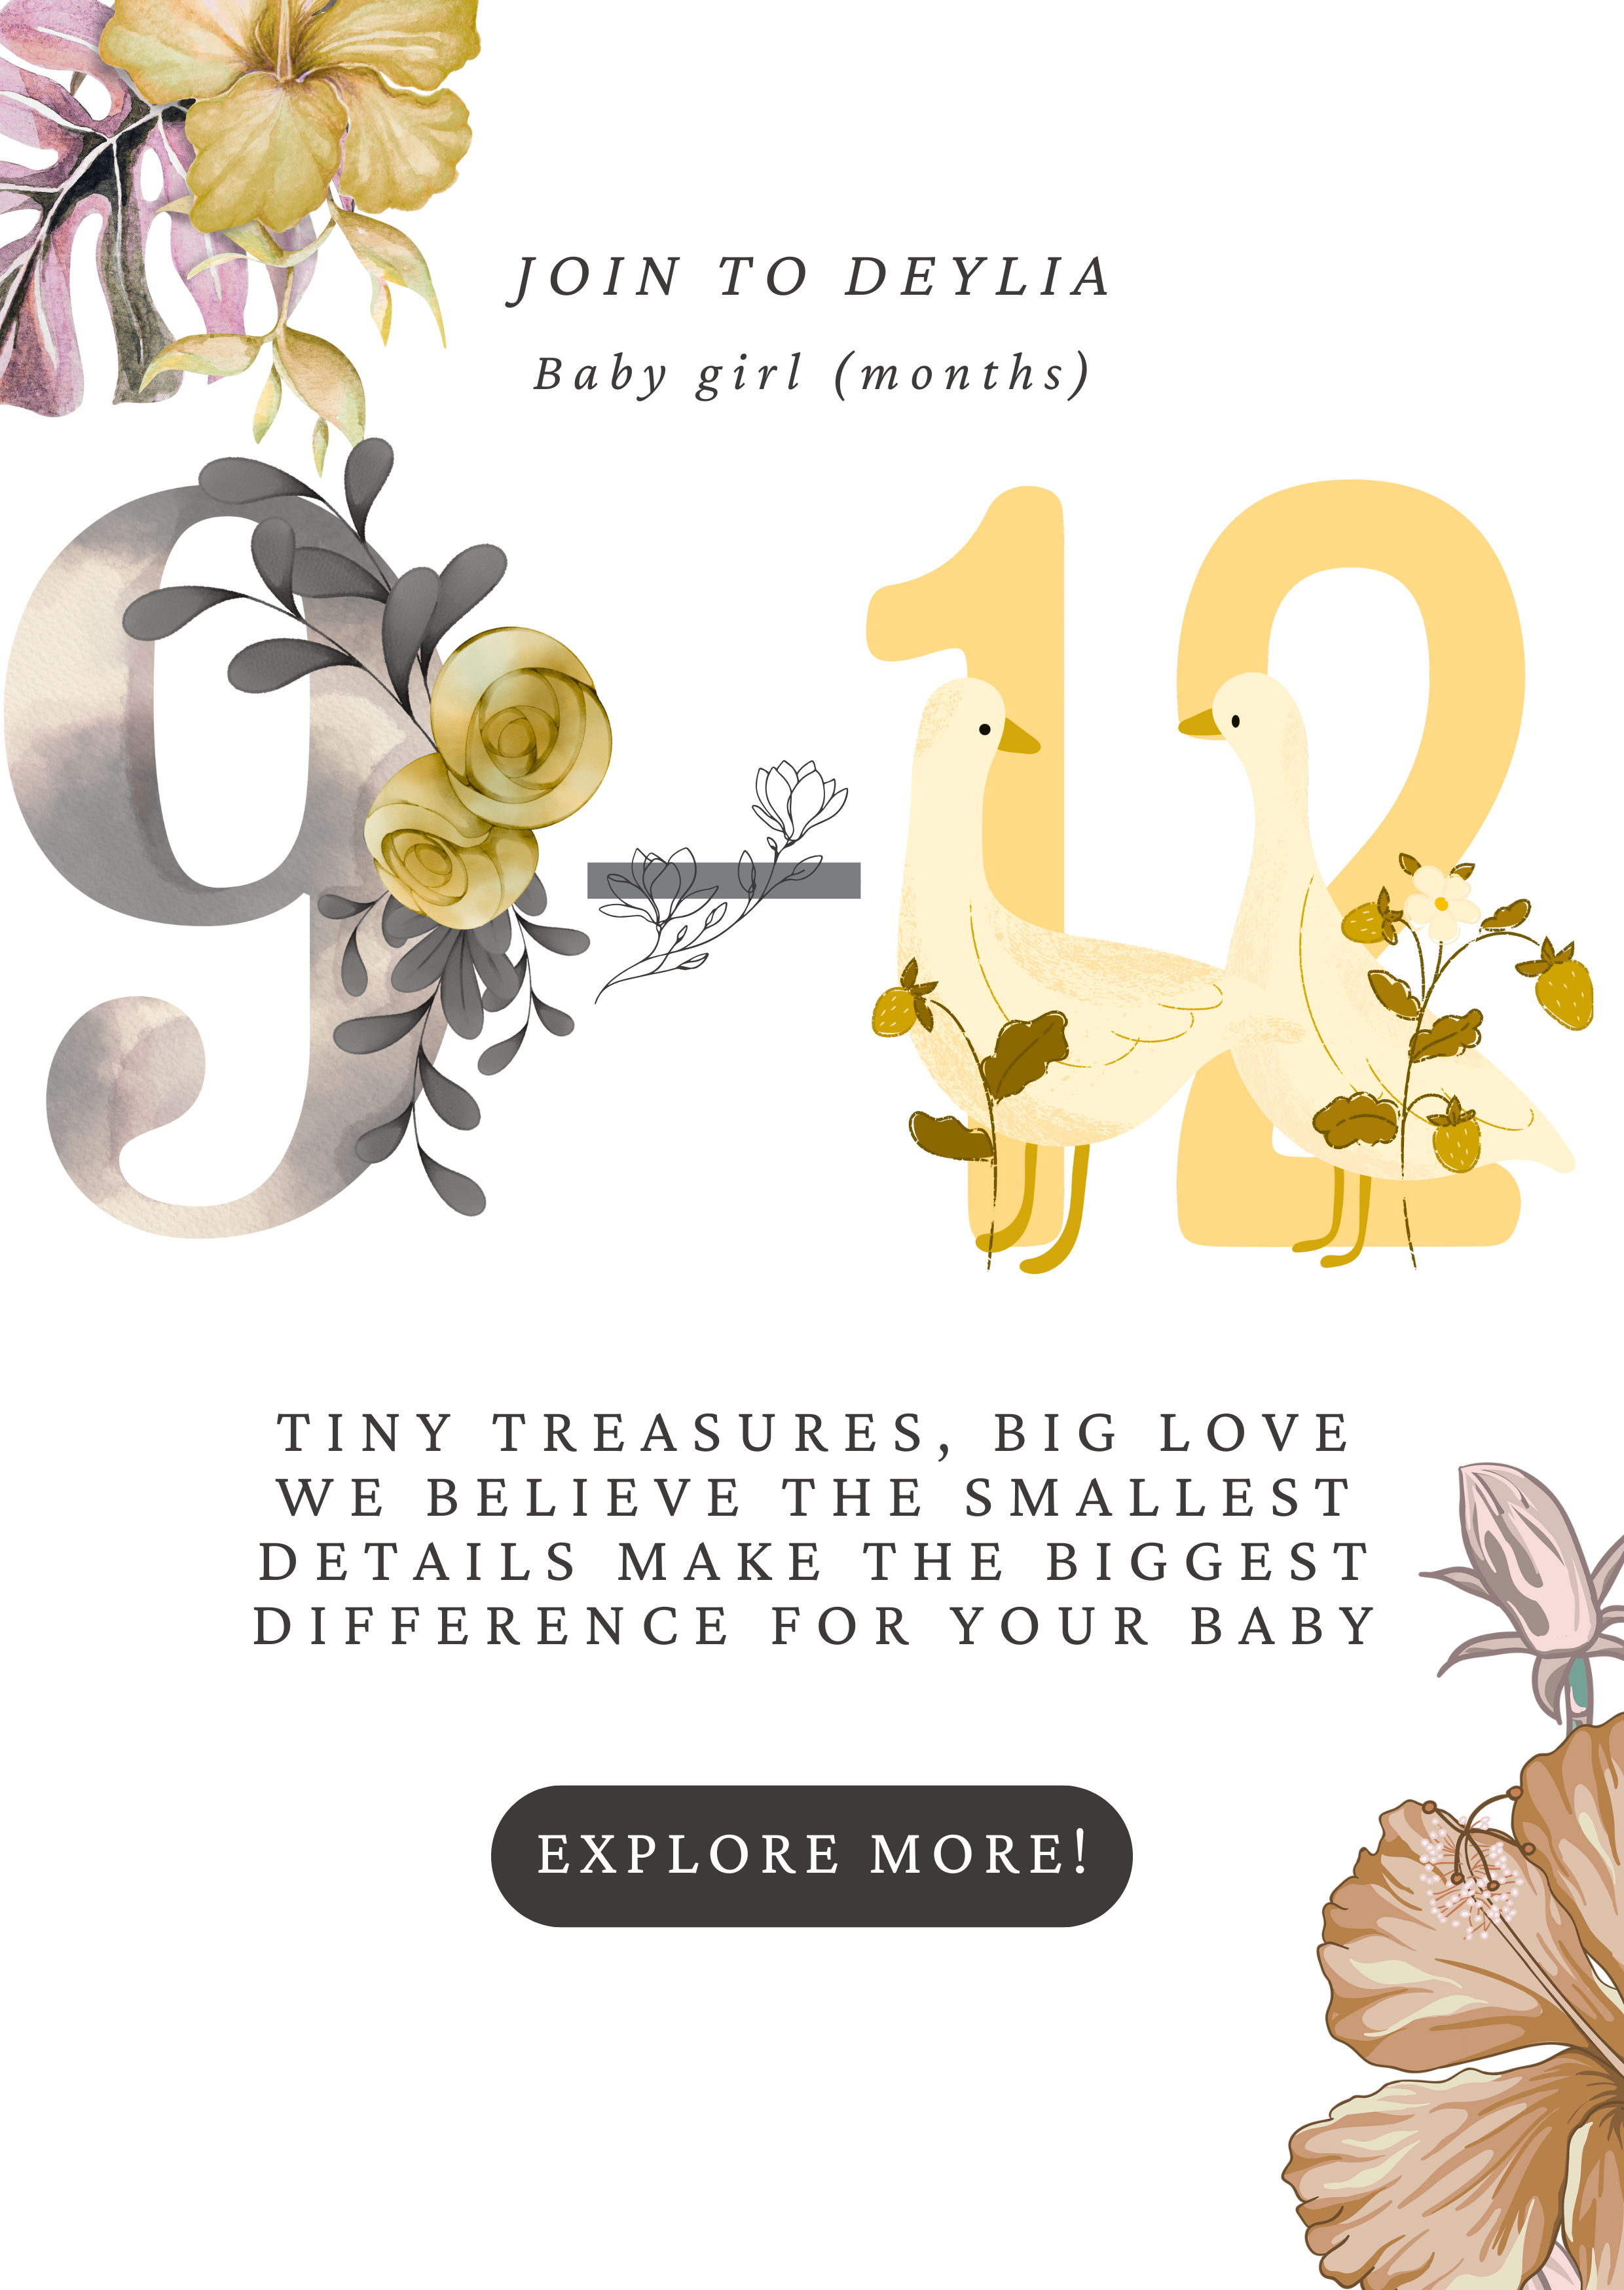 JOIN TO DEYLIA
Baby girl (months)
9-12
TINY TREASURES, BIG LOVE
WE BELIEVE THE SMALLEST
DETAILS MAKE THE BIGGEST
DIFFERENCE FOR YOUR BABY
EXPLORE MORE!